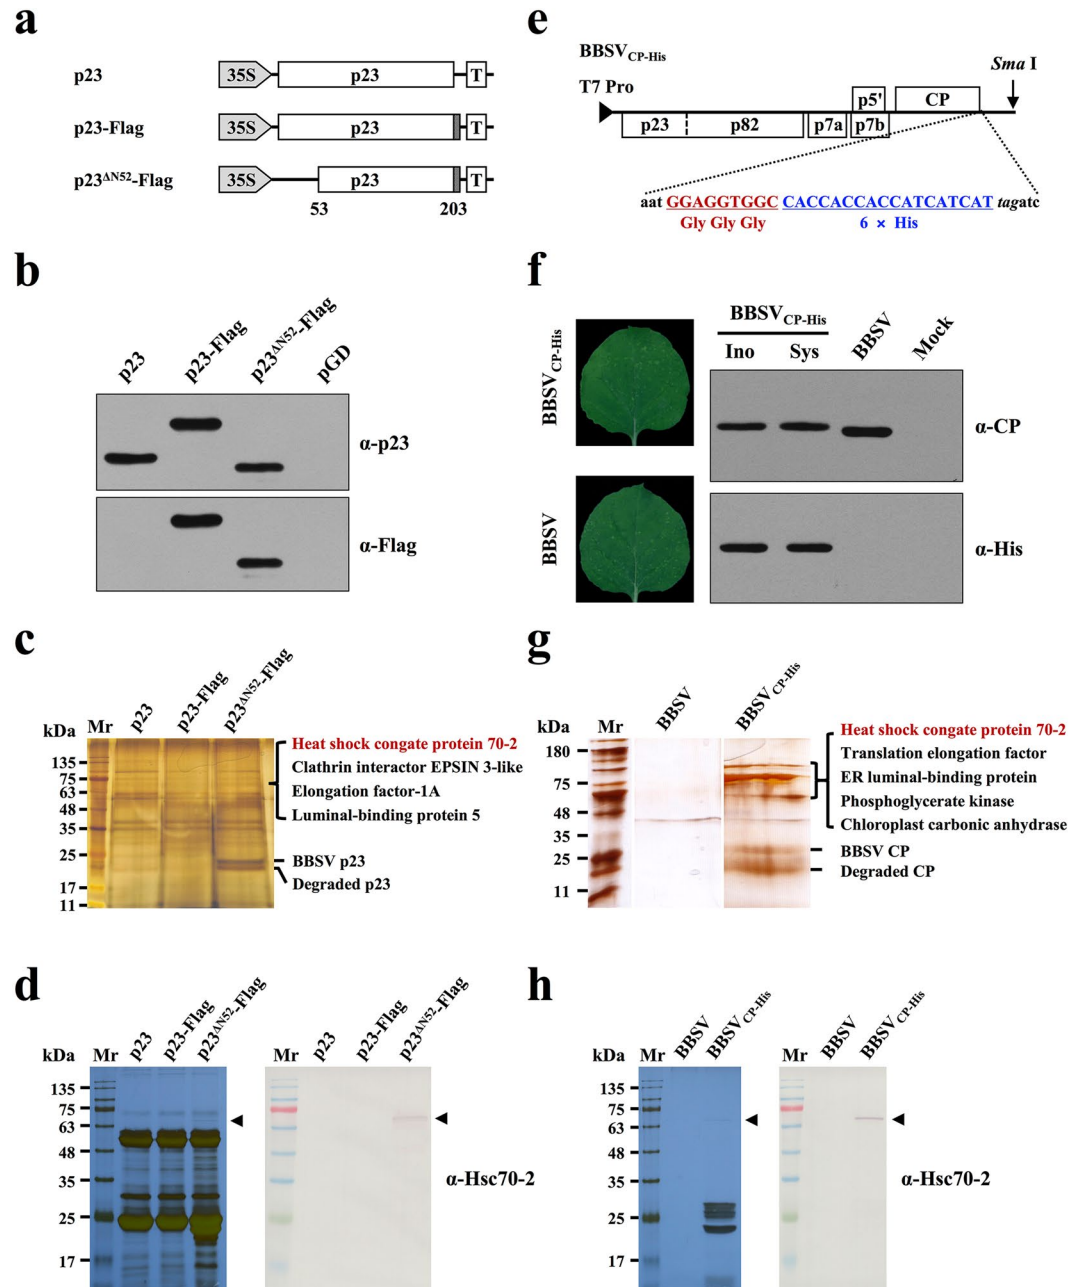 a
p23
35S
p23
T
p23-Flag
35S
p23
T
p23ΔN52-Flag
35S
p23
T
53
203
b
p23
p23-Flag
p23ΔN52-Flag
pGD
α-p23
α-Flag
c
p23
p23-Flag
p23ΔN52-Flag
kDa
Mr
135
75
63
48
35
25
17
11
Heat shock congate protein 70-2
Clathrin interactor EPSIN 3-like
Elongation factor-1A
Luminal-binding protein 5
BBSV p23
Degraded p23
d
p23
p23-Flag
p23ΔN52-Flag
p23
p23-Flag
p23ΔN52-Flag
kDa
Mr
Mr
135
75
63
48
35
25
17
α-Hsc70-2
e
BBSVCP-His
T7 Pro
Sma I
p5'
CP
p23
p82
p7a
p7b
aat GGAGGTGGC CACCACCACCATCATCAT tagatc
Gly Gly Gly
6 × His
f
BBSVCP-His
BBSV
BBSVCP-His
Ino
Sys
BBSV
Mock
α-CP
α-His
g
BBSV
BBSVCP-His
kDa
Mr
180
75
48
35
25
11
Heat shock congate protein 70-2
Translation elongation factor
ER luminal-binding protein
Phosphoglycerate kinase
Chloroplast carbonic anhydrase
BBSV CP
Degraded CP
h
BBSV
BBSVCP-His
BBSV
BBSVCP-His
kDa
Mr
Mr
135
75
63
48
35
25
17
α-Hsc70-2